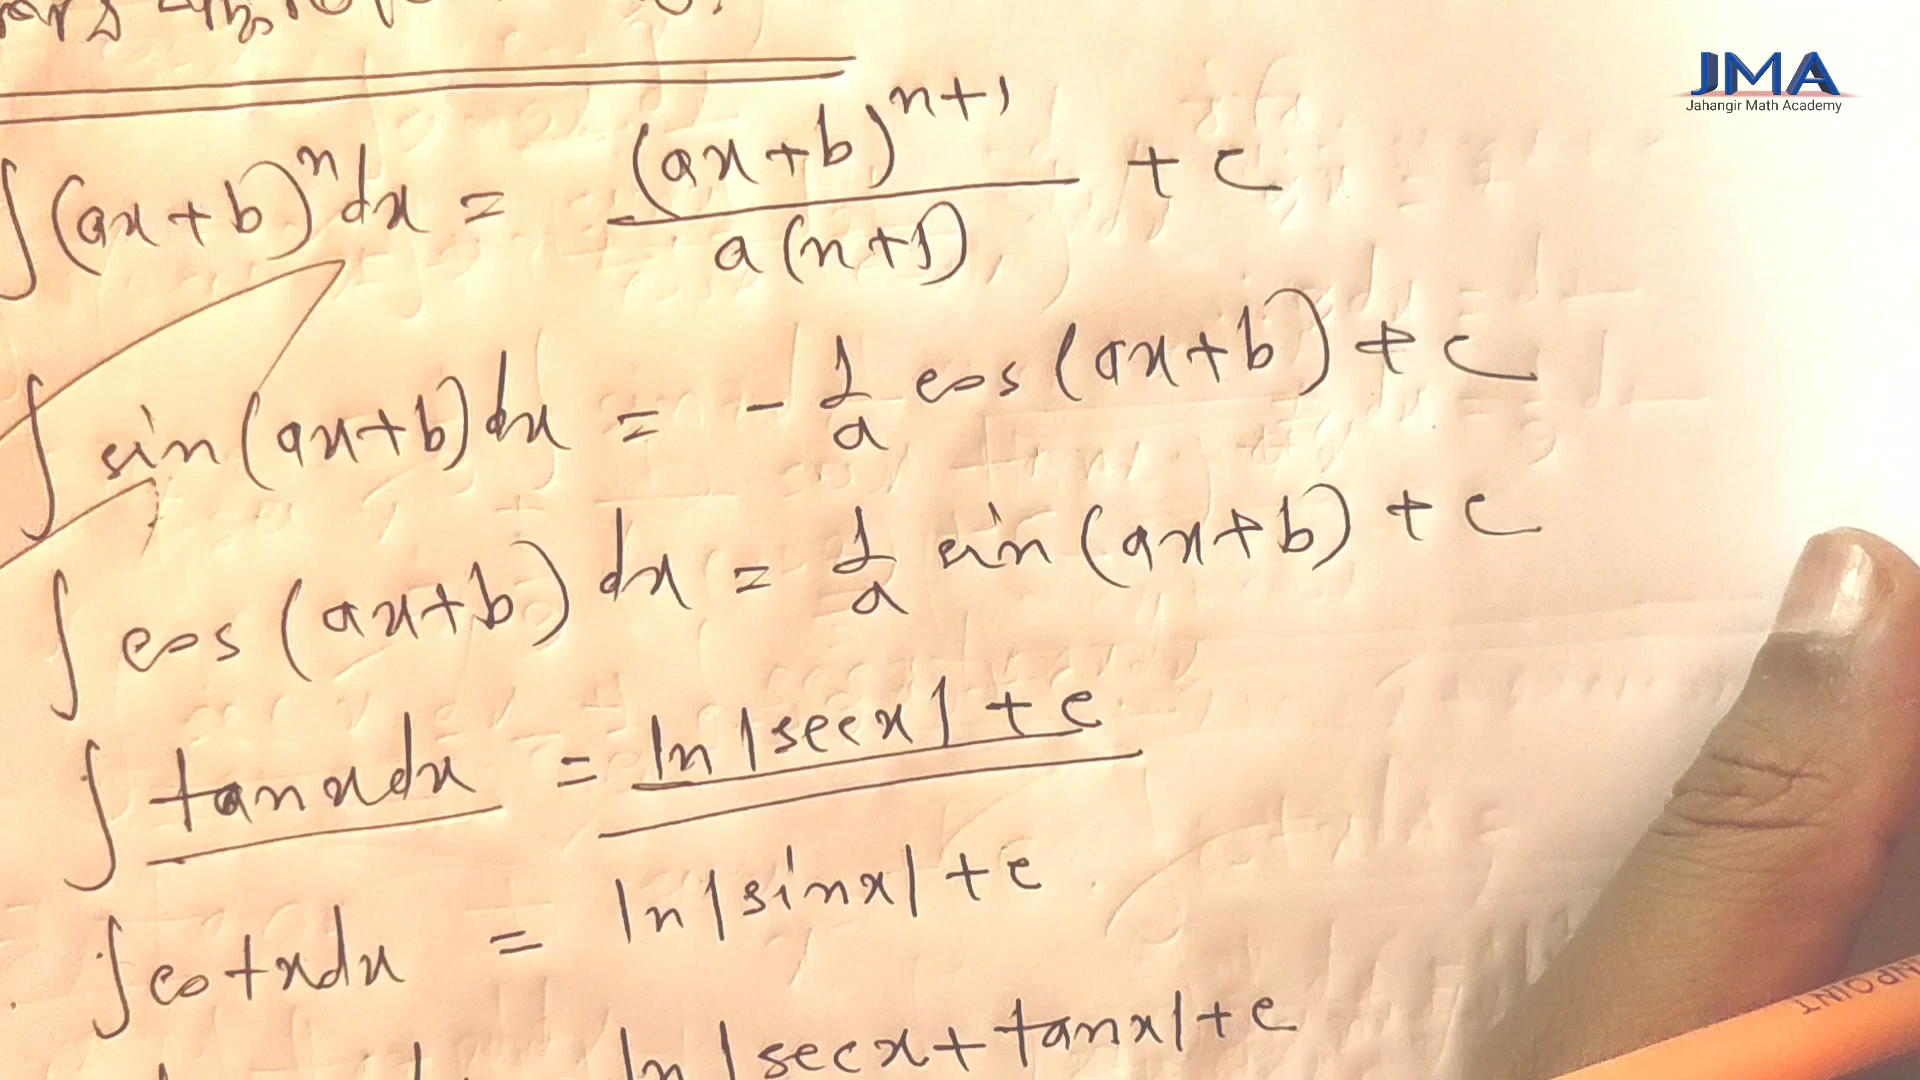 JMA
Jahangir Math Academy
∫(ax+b)ⁿdx = (ax+b)ⁿ⁺¹ / a(n+1) + c
∫ sin(ax+b)dx = - 1/a cos(ax+b) + c
∫ cos(ax+b) dx = 1/a sin(ax+b) + c
∫ tanxdx = ln|secx| + c
∫ cotxdx = ln|sinx| + c
ln|secx+tanx|+c
NPOINT